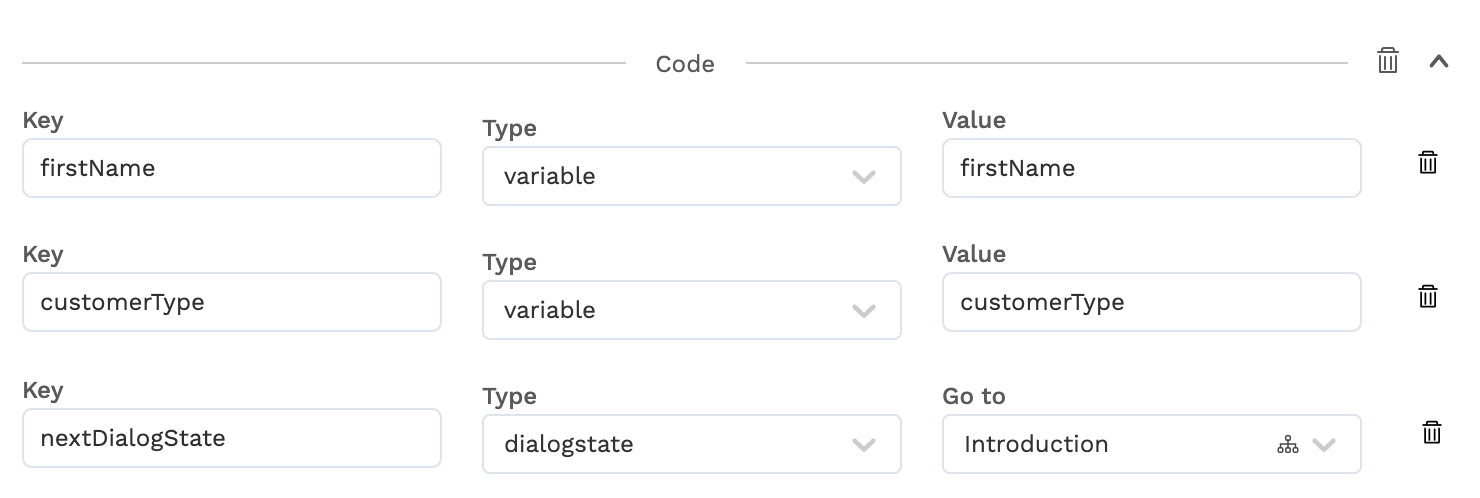 Code
Key Type Value
firstName variable firstName
Key Type Value
customerType variable customerType
Key Type Go to
nextDialogState dialogstate Introduction